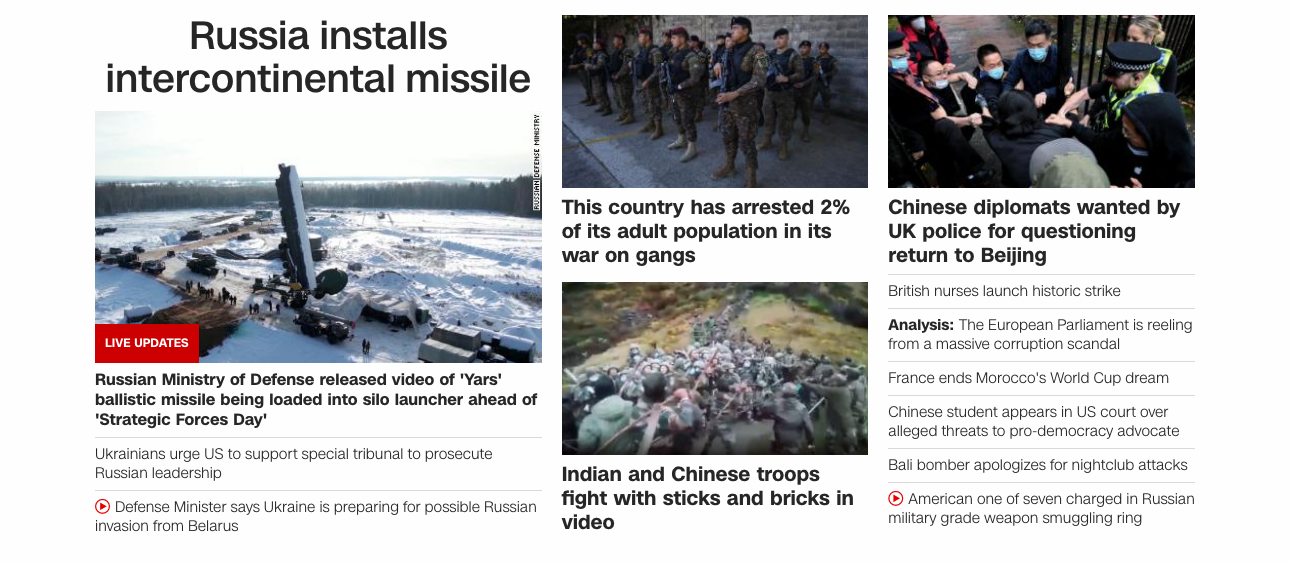 Russia installs
intercontinental missile
RUSSIAN DEFENSE MINISTRY
LIVE UPDATES
Russian Ministry of Defense released video of 'Yars'
ballistic missile being loaded into silo launcher ahead of
'Strategic Forces Day'
Ukrainians urge US to support special tribunal to prosecute
Russian leadership
Defense Minister says Ukraine is preparing for possible Russian
invasion from Belarus
This country has arrested 2%
of its adult population in its
war on gangs
Indian and Chinese troops
fight with sticks and bricks in
video
Chinese diplomats wanted by
UK police for questioning
return to Beijing
British nurses launch historic strike
Analysis: The European Parliament is reeling
from a massive corruption scandal
France ends Morocco's World Cup dream
Chinese student appears in US court over
alleged threats to pro-democracy advocate
Bali bomber apologizes for nightclub attacks
American one of seven charged in Russian
military grade weapon smuggling ring